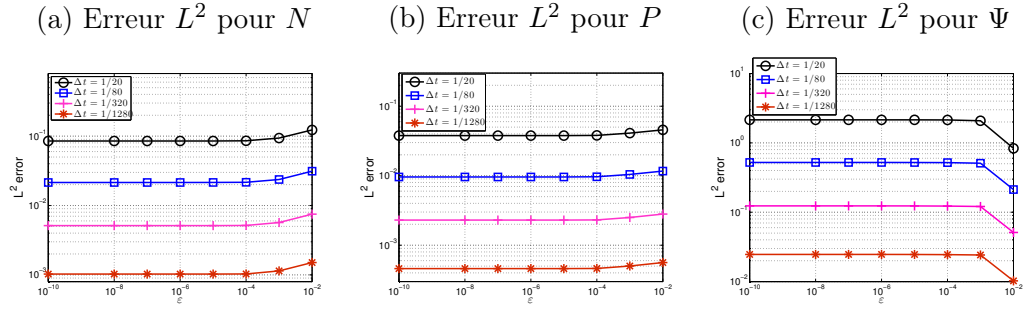 (a) Erreur L² pour N
(b) Erreur L² pour P
(c) Erreur L² pour Ψ
Δt = 1/20
Δt = 1/80
Δt = 1/320
Δt = 1/1280
10⁻¹
10⁻²
10⁻³
L² error
10⁻¹⁰
10⁻⁸
10⁻⁶
10⁻⁴
10⁻²
ε
Δt = 1/20
Δt = 1/80
Δt = 1/320
Δt = 1/1280
10⁻¹
10⁻²
10⁻³
L² error
10⁻¹⁰
10⁻⁸
10⁻⁶
10⁻⁴
10⁻²
ε
Δt = 1/20
Δt = 1/80
Δt = 1/320
Δt = 1/1280
10¹
10⁰
10⁻¹
10⁻²
L² error
10⁻¹⁰
10⁻⁸
10⁻⁶
10⁻⁴
10⁻²
ε